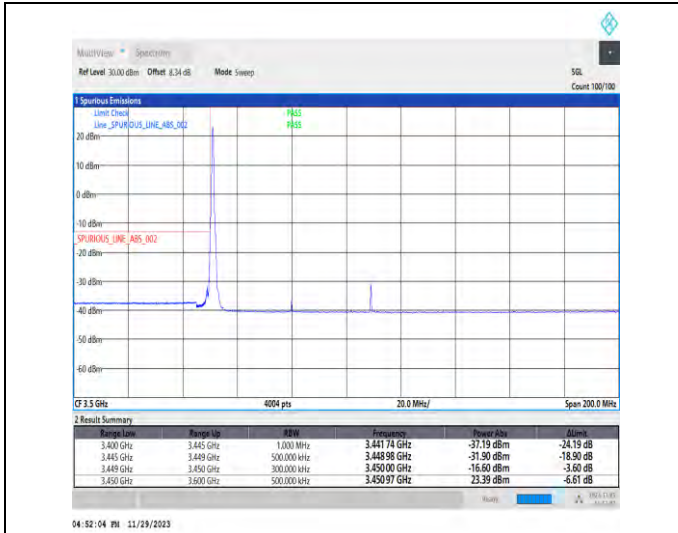 MultiView Spectrum
Ref Level 30.00 dBm Offset 8.34 dB Mode Sweep SGL
Count 100/100
1 Spurious Emissions
Limit Check PASS
Line _SPURIOUS_LINE_ABS_002 PASS
20 dBm
10 dBm
0 dBm
-10 dBm
_SPURIOUS_LINE_ABS_002
-20 dBm
-30 dBm
-40 dBm
-50 dBm
-60 dBm
CF 3.5 GHz 4004 pts 20.0 MHz/ Span 200.0 MHz
2 Result Summary
Range Low Range Up RBW Frequency Power Abs ΔLimit
3.400 GHz 3.445 GHz 1.000 MHz 3.441 74 GHz -37.19 dBm -24.19 dB
3.445 GHz 3.449 GHz 500.000 kHz 3.448 98 GHz -31.90 dBm -18.90 dB
3.449 GHz 3.450 GHz 300.000 kHz 3.450 00 GHz -16.60 dBm -3.60 dB
3.450 GHz 3.600 GHz 500.000 kHz 3.450 97 GHz 23.39 dBm -6.61 dB
Ready
04:52:04 PM 11/29/2023